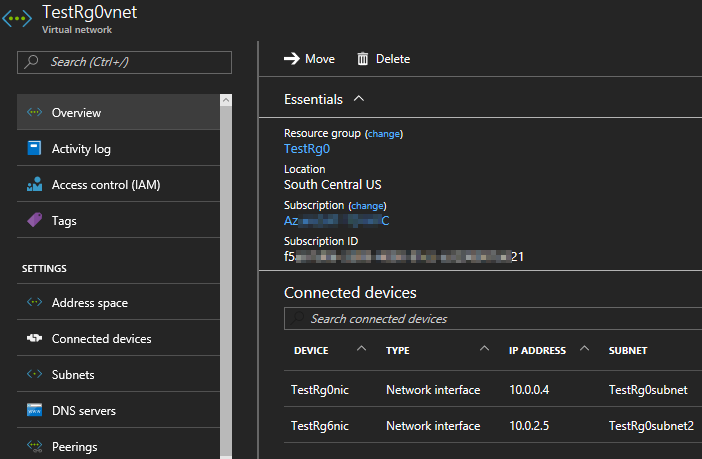 TestRg0vnet
Virtual network
Search (Ctrl+/)
Overview
Activity log
Access control (IAM)
Tags
SETTINGS
Address space
Connected devices
Subnets
DNS servers
Peerings
Move Delete
Essentials
Resource group (change)
TestRg0
Location
South Central US
Subscription (change)
Subscription ID
Connected devices
Search connected devices
DEVICE TYPE IP ADDRESS SUBNET
TestRg0nic Network interface 10.0.0.4 TestRg0subnet
TestRg6nic Network interface 10.0.2.5 TestRg0subnet2